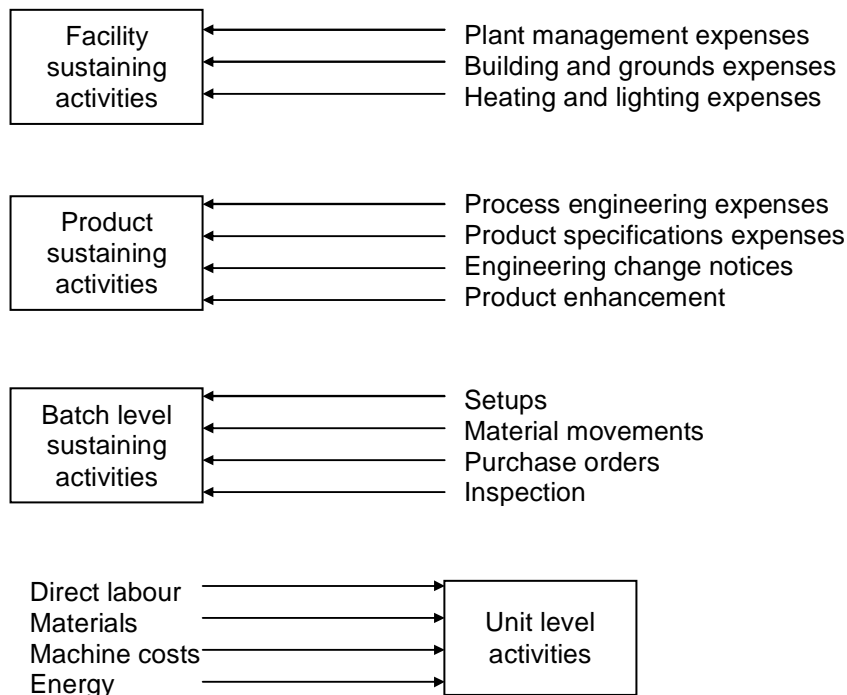 Facility
sustaining
activities
Plant management expenses
Building and grounds expenses
Heating and lighting expenses
Product
sustaining
activities
Process engineering expenses
Product specifications expenses
Engineering change notices
Product enhancement
Batch level
sustaining
activities
Setups
Material movements
Purchase orders
Inspection
Direct labour
Materials
Machine costs
Energy
Unit level
activities